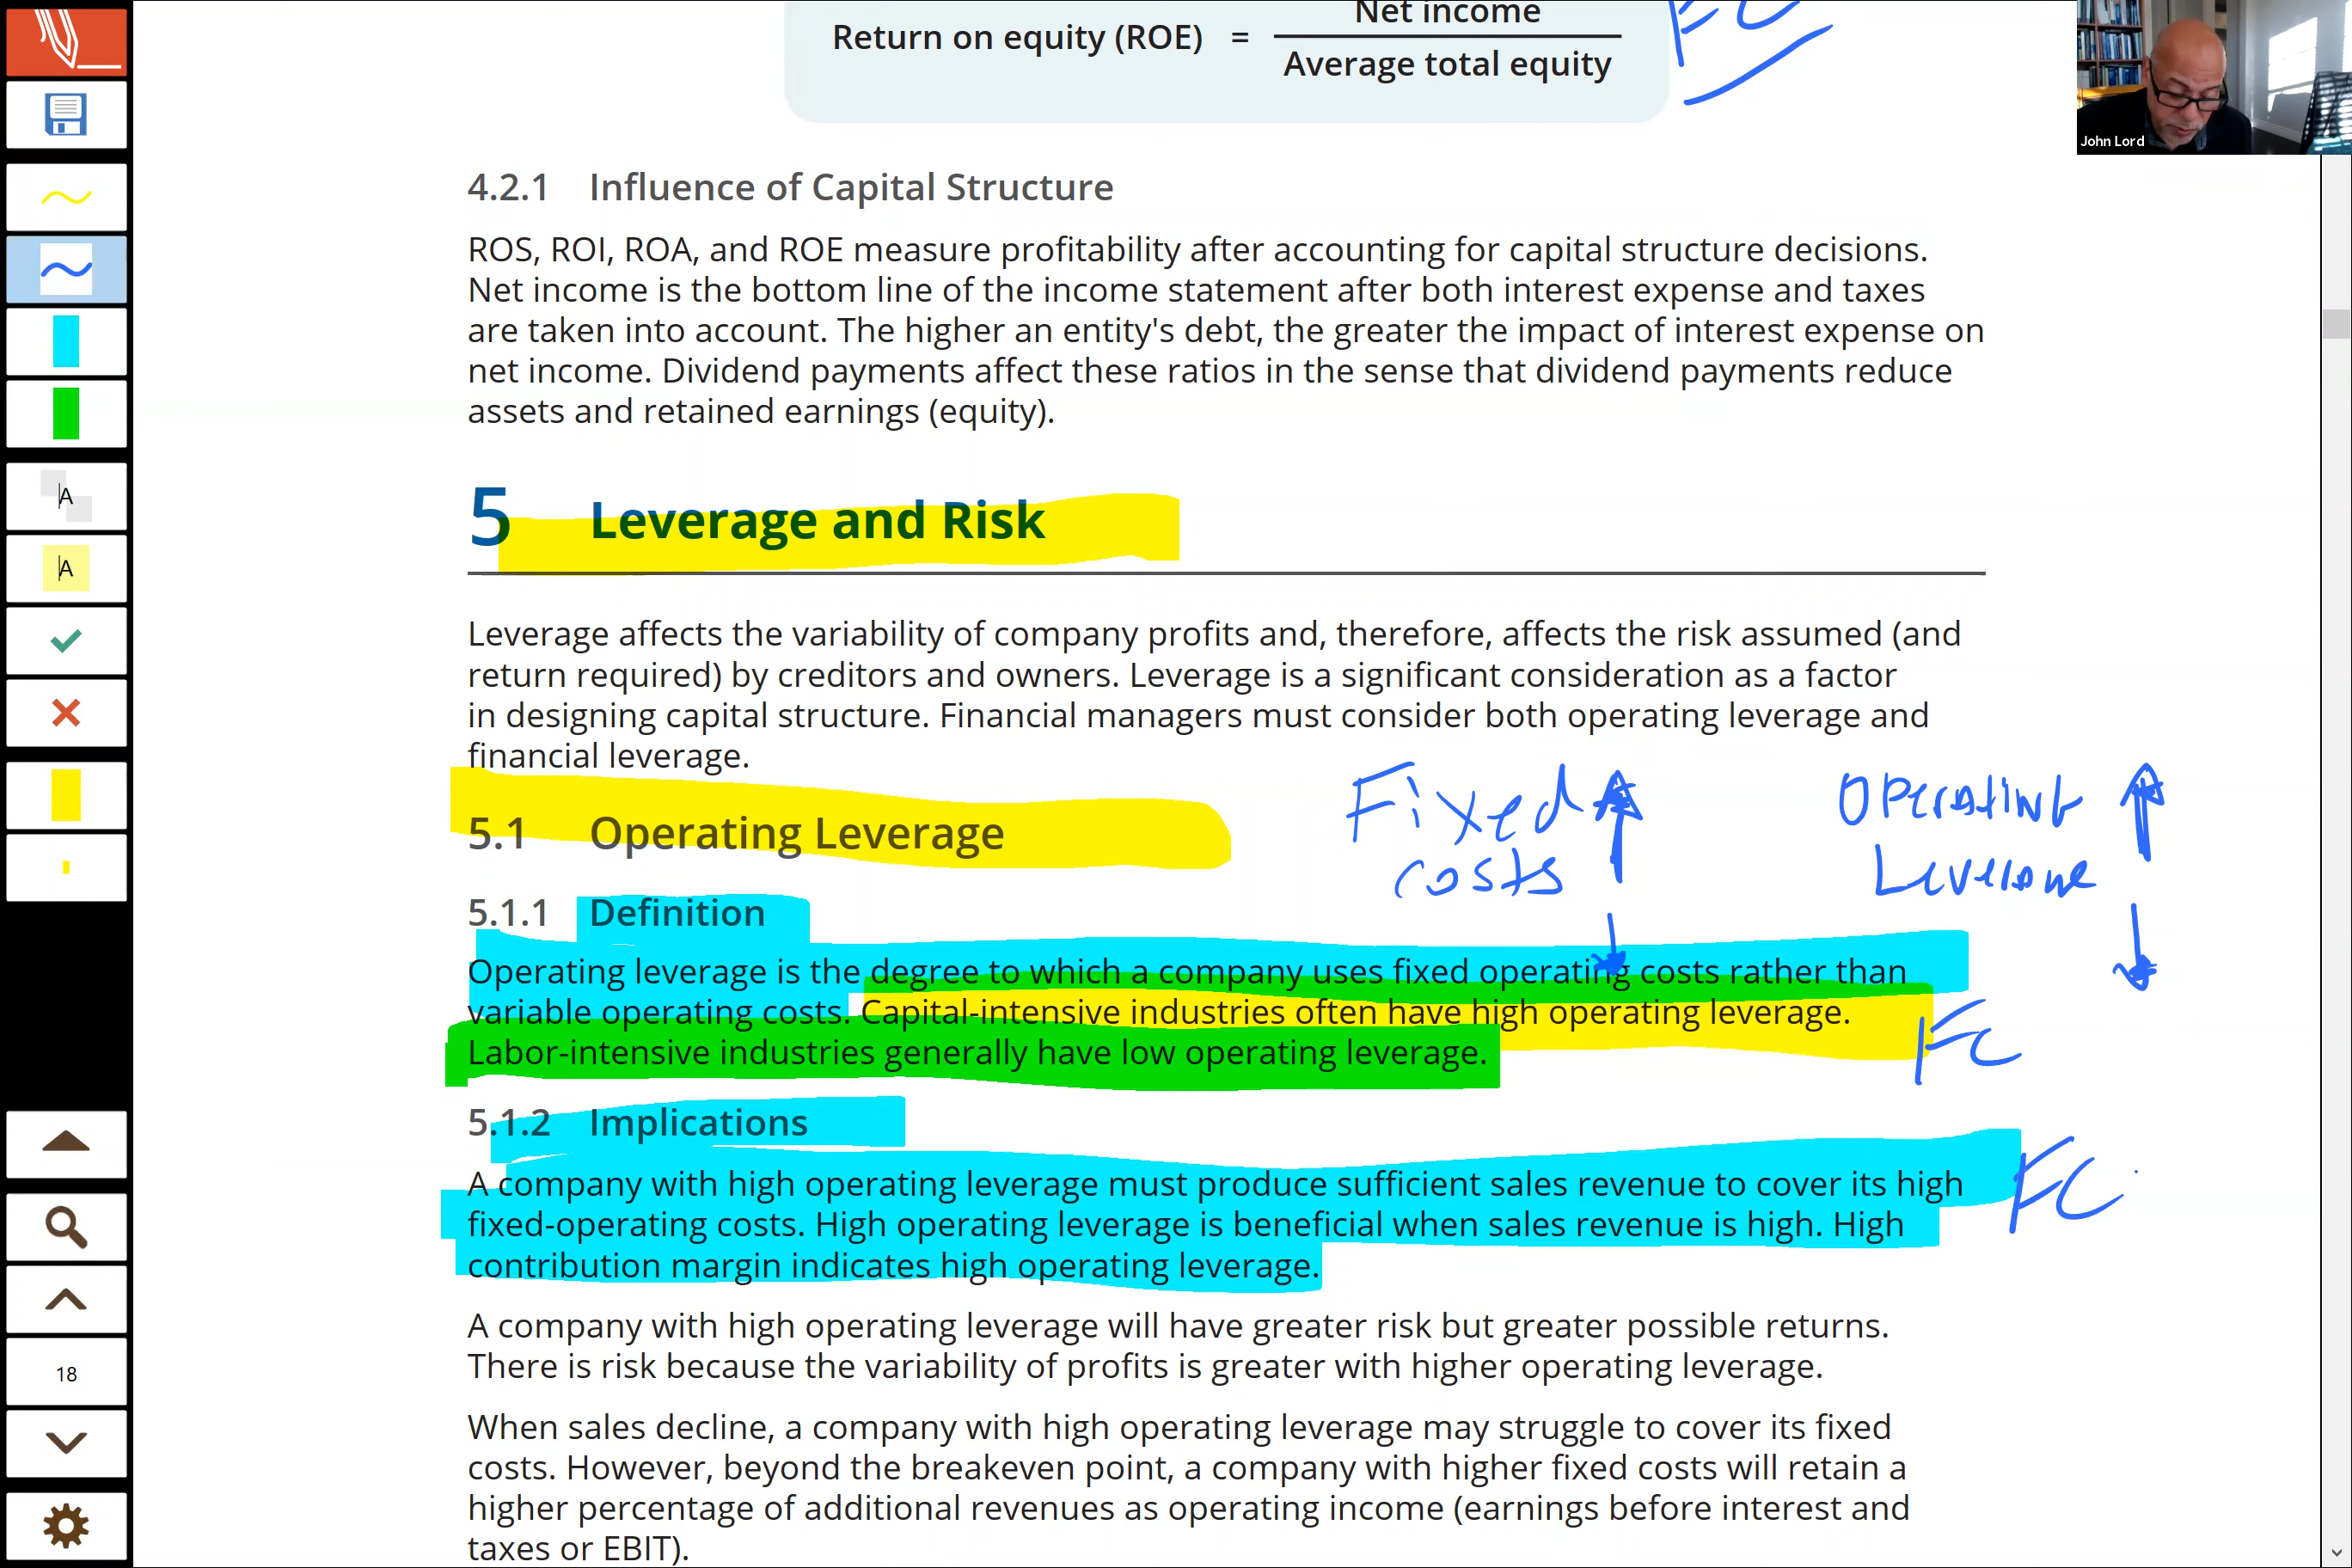 Net income
Return on equity (ROE) =
Average total equity
John Lord
4.2.1 Influence of Capital Structure
ROS, ROI, ROA, and ROE measure profitability after accounting for capital structure decisions.
Net income is the bottom line of the income statement after both interest expense and taxes
are taken into account. The higher an entity's debt, the greater the impact of interest expense on
net income. Dividend payments affect these ratios in the sense that dividend payments reduce
assets and retained earnings (equity).
5 Leverage and Risk
Leverage affects the variability of company profits and, therefore, affects the risk assumed (and
return required) by creditors and owners. Leverage is a significant consideration as a factor
in designing capital structure. Financial managers must consider both operating leverage and
financial leverage.
Fixed
costs
Operating
Leverage
5.1 Operating Leverage
5.1.1 Definition
Operating leverage is the degree to which a company uses fixed operating costs rather than
variable operating costs. Capital-intensive industries often have high operating leverage.
FC
Labor-intensive industries generally have low operating leverage.
5.1.2 Implications
A company with high operating leverage must produce sufficient sales revenue to cover its high
FC
fixed-operating costs. High operating leverage is beneficial when sales revenue is high. High
contribution margin indicates high operating leverage.
A company with high operating leverage will have greater risk but greater possible returns.
There is risk because the variability of profits is greater with higher operating leverage.
When sales decline, a company with high operating leverage may struggle to cover its fixed
costs. However, beyond the breakeven point, a company with higher fixed costs will retain a
higher percentage of additional revenues as operating income (earnings before interest and
taxes or EBIT).
A
A
18